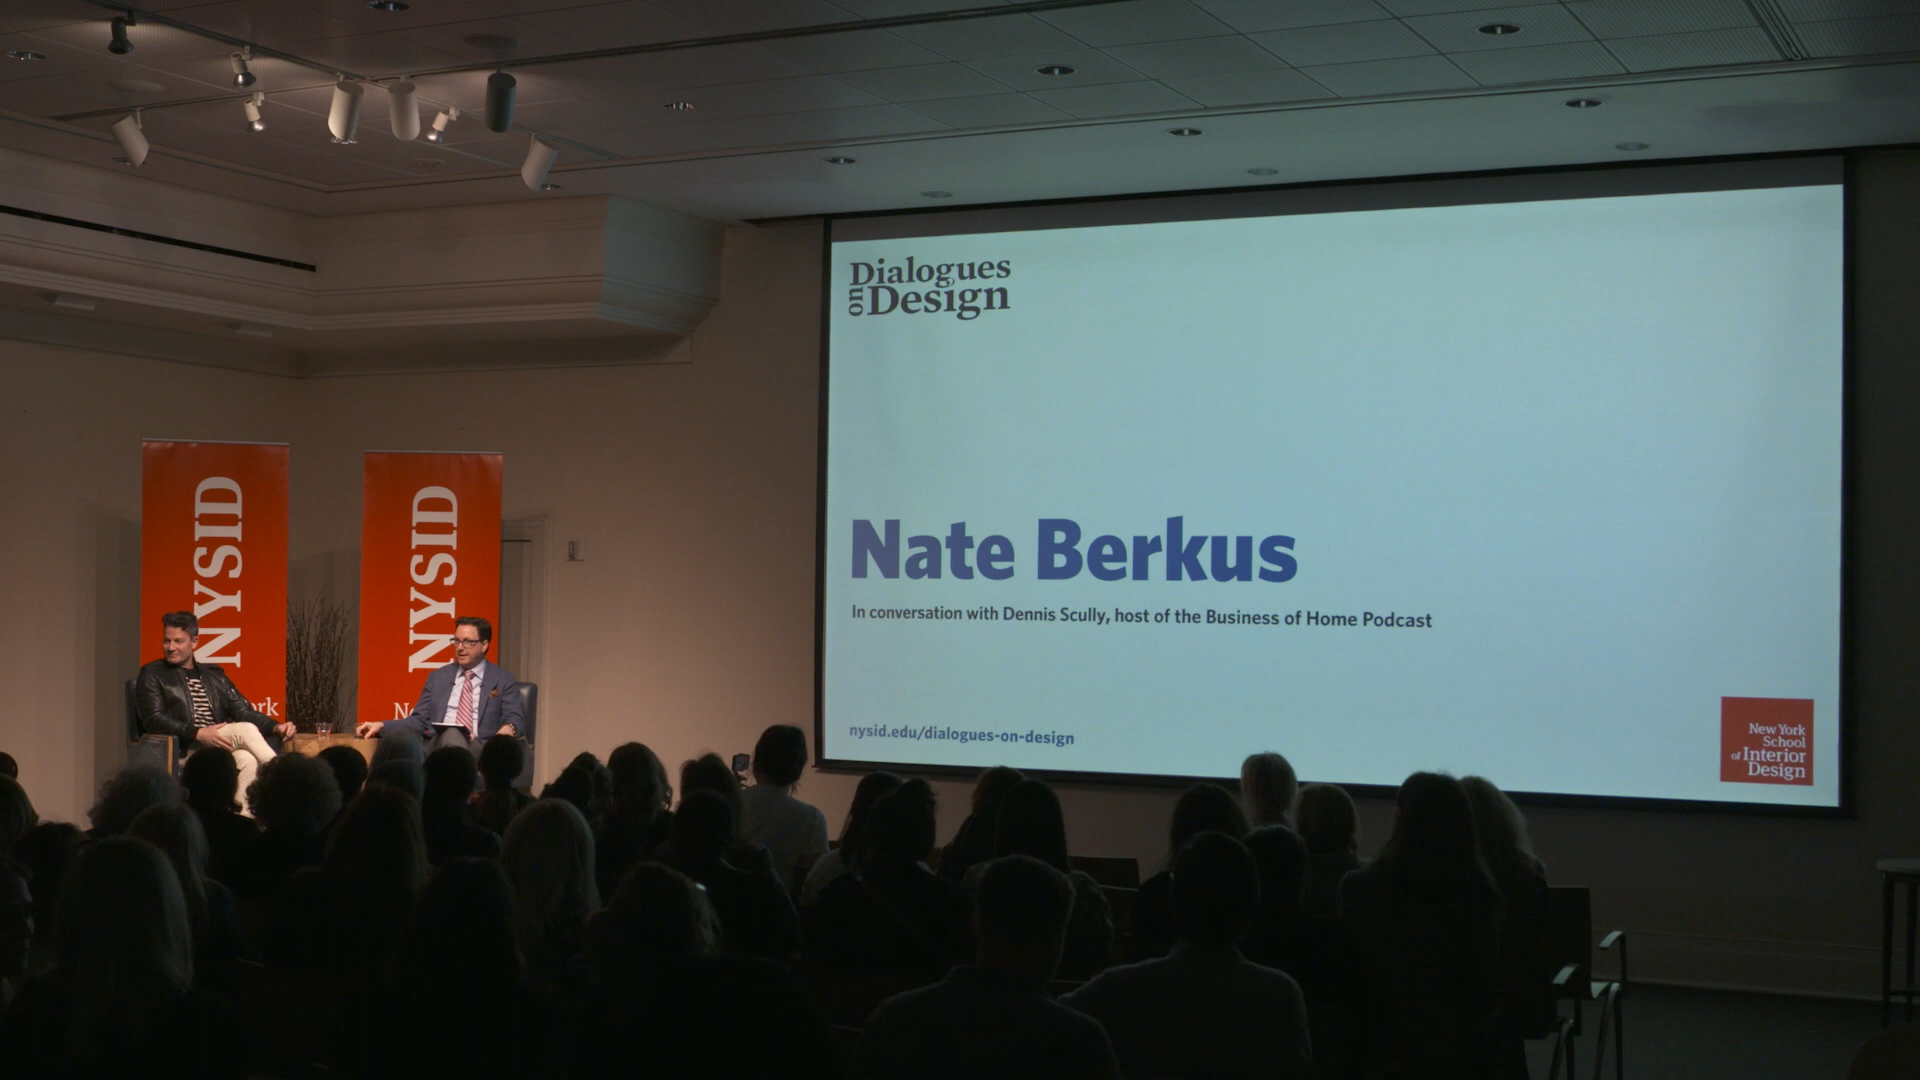 Dialogues
on Design
Nate Berkus
In conversation with Dennis Scully, host of the Business of Home Podcast
nysid.edu/dialogues-on-design
New York
School
of Interior
Design
NYSID
NYSID